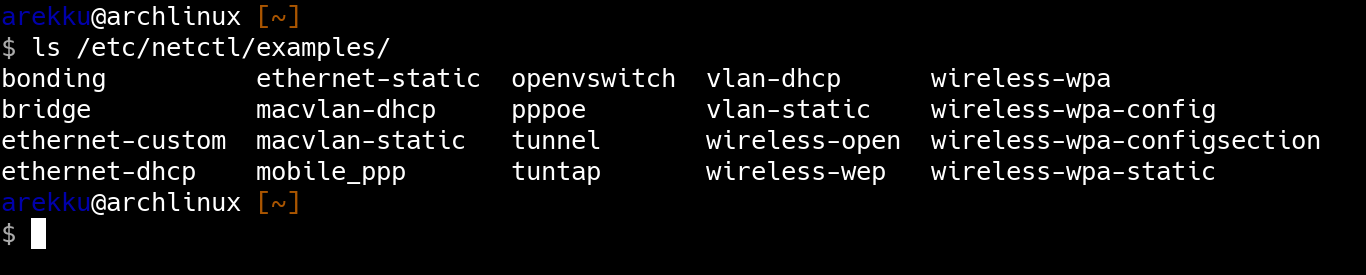 arekku@archlinux [~]
$ ls /etc/netctl/examples/
bonding          ethernet-static  openvswitch  vlan-dhcp      wireless-wpa
bridge           macvlan-dhcp     pppoe        vlan-static    wireless-wpa-config
ethernet-custom  macvlan-static   tunnel       wireless-open  wireless-wpa-configsection
ethernet-dhcp    mobile_ppp       tuntap       wireless-wep   wireless-wpa-static
arekku@archlinux [~]
$